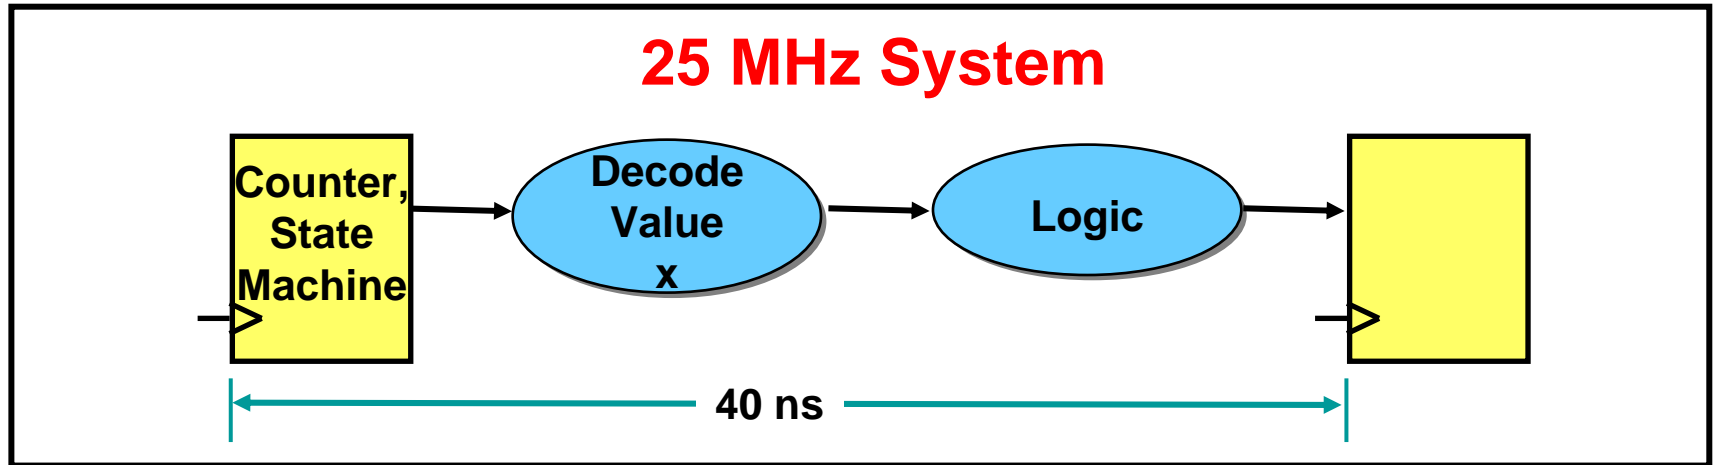 25 MHz System
Counter,
State
Machine
Decode
Value
x
Logic
40 ns